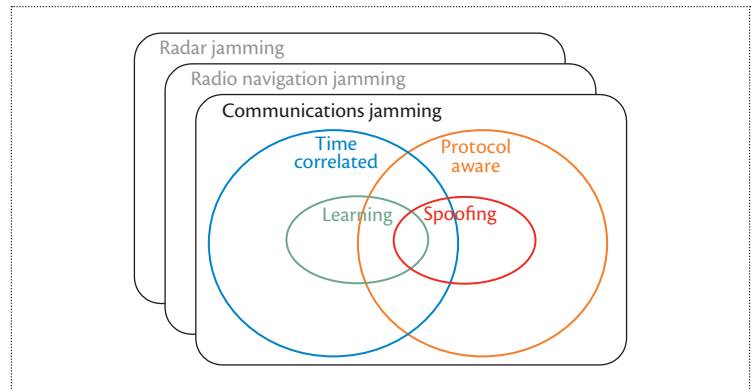 Radar jamming
Radio navigation jamming
Communications jamming
Time
correlated
Protocol
aware
Learning
Spoofing